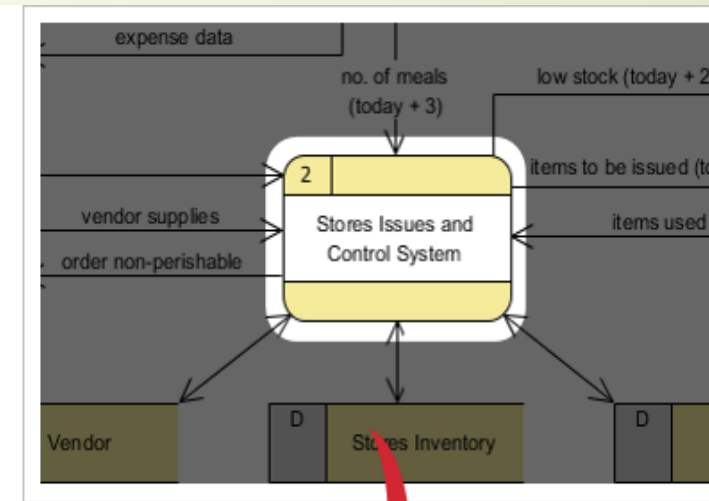 expense data
no. of meals
(today + 3)
low stock (today + 2
2
items to be issued
vendor supplies
Stores Issues and
Control System
items used
order non-perishable
Vendor
D
Stores Inventory
D